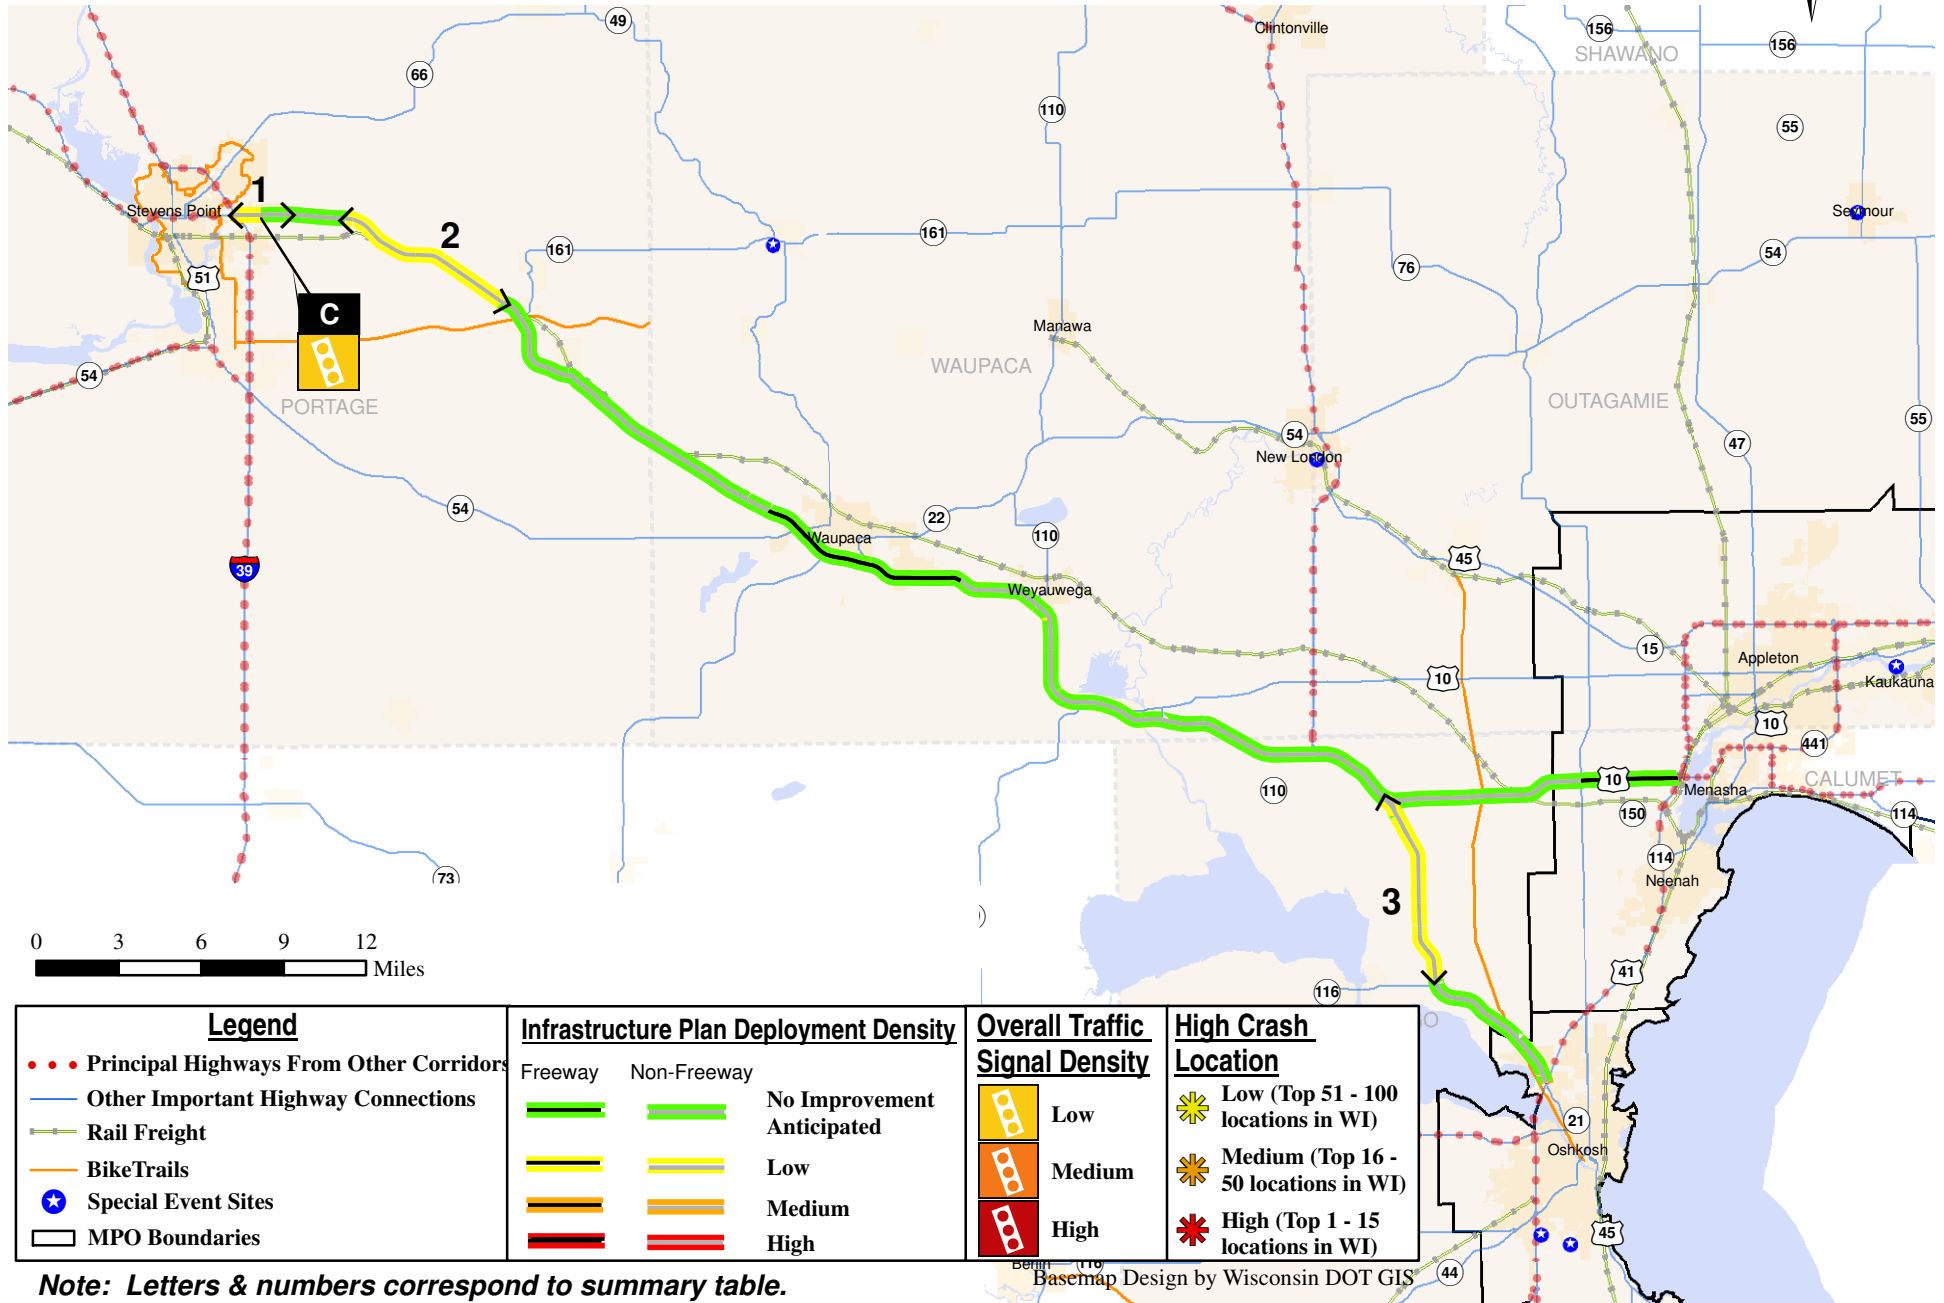 49
Clintonville
156
SHAWANO
156
66
110
55
1
Stevens Point
Seymour
2
161
161
54
76
51
C
Manawa
WAUPACA
54
PORTAGE
OUTAGAMIE
55
54
47
New London
54
22
Waupaca
110
45
39
Weyauwega
15
Appleton
10
Kaukauna
10
441
110
10
CALUMET
Menasha
150
114
114
73
Neenah
3
0 3 6 9 12
Miles
41
116
GO
Legend
Principal Highways From Other Corridors
Other Important Highway Connections
Rail Freight
BikeTrails
Special Event Sites
MPO Boundaries
Infrastructure Plan Deployment Density
Freeway Non-Freeway
No Improvement
Anticipated
Low
Medium
High
Overall Traffic
Signal Density
Low
Medium
High
High Crash
Location
Low (Top 51 - 100
locations in WI)
Medium (Top 16 -
50 locations in WI)
High (Top 1 - 15
locations in WI)
21
Oshkosh
45
44
Berlin
116
Basemap Design by Wisconsin DOT GIS
Note: Letters & numbers correspond to summary table.